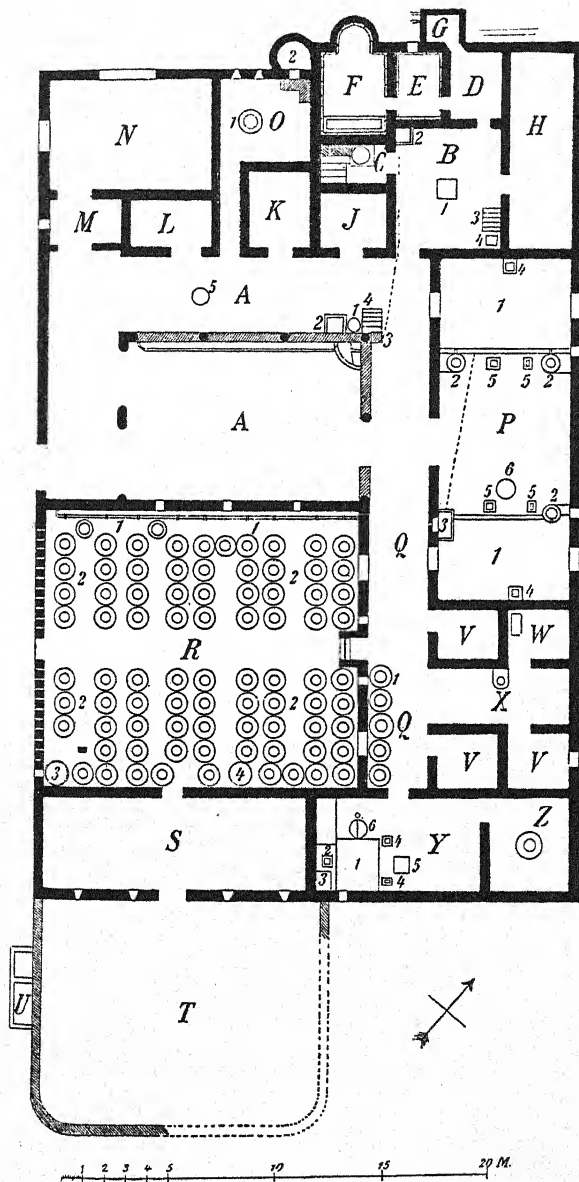 G
2 F E D
1 O H
N C 2 B
1
3
4
M L K J
4
5 A 1 4 1
2
3
2 5 5 2
A P
6
5 5 2
3
1 1 Q 1
4
2 2
V W
R
1 X
2 2 Q
V V
3 4
S 6 4 Z
2 Y
1 5
3 4
U T
1 2 3 4 5 10 15 20 M.